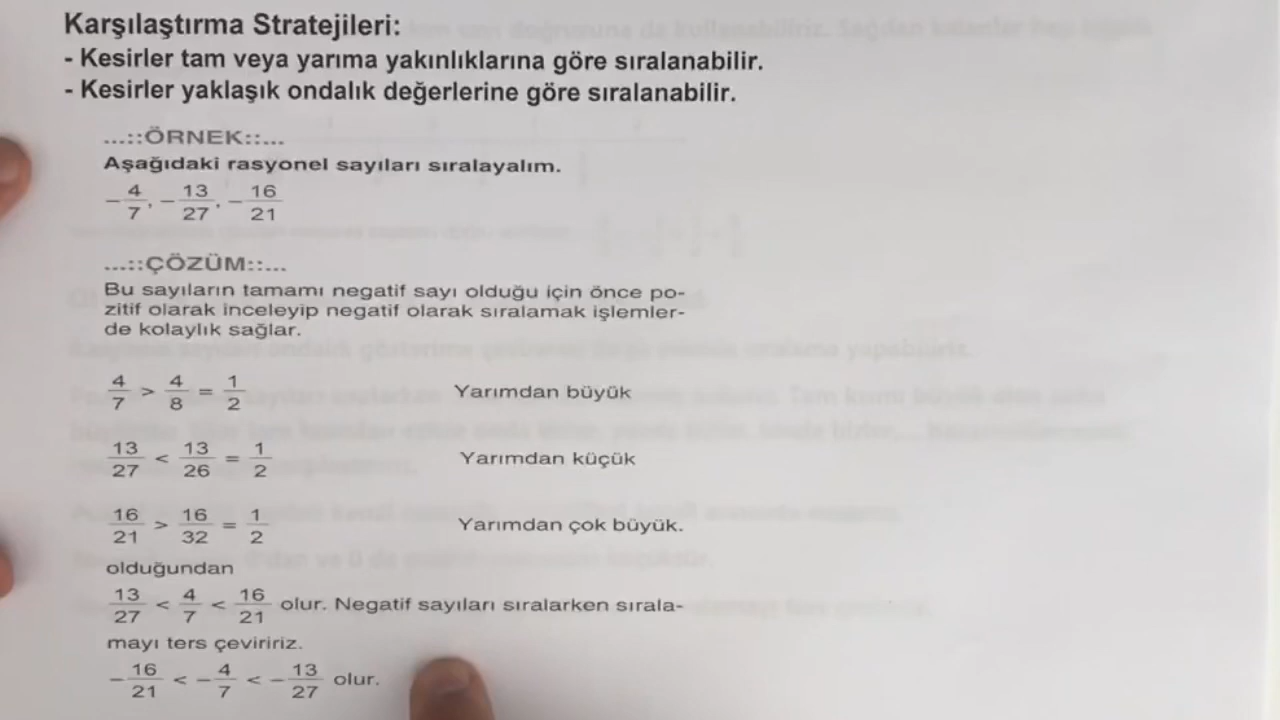 Karşılaştırma Stratejileri:
- Kesirler tam veya yarıma yakınlıklarına göre sıralanabilir.
- Kesirler yaklaşık ondalık değerlerine göre sıralanabilir.
...::ÖRNEK::...
Aşağıdaki rasyonel sayıları sıralayalım.
-4/7, -13/27, -16/21
...::ÇÖZÜM::...
Bu sayıların tamamı negatif sayı olduğu için önce po-
zitif olarak inceleyip negatif olarak sıralamak işlemler-
de kolaylık sağlar.
4/7 > 4/8 = 1/2 Yarımdan büyük
13/27 < 13/26 = 1/2 Yarımdan küçük
16/21 > 16/32 = 1/2 Yarımdan çok büyük.
olduğundan
13/27 < 4/7 < 16/21 olur. Negatif sayıları sıralarken sırala-
mayı ters çeviririz.
-16/21 < -4/7 < -13/27 olur.